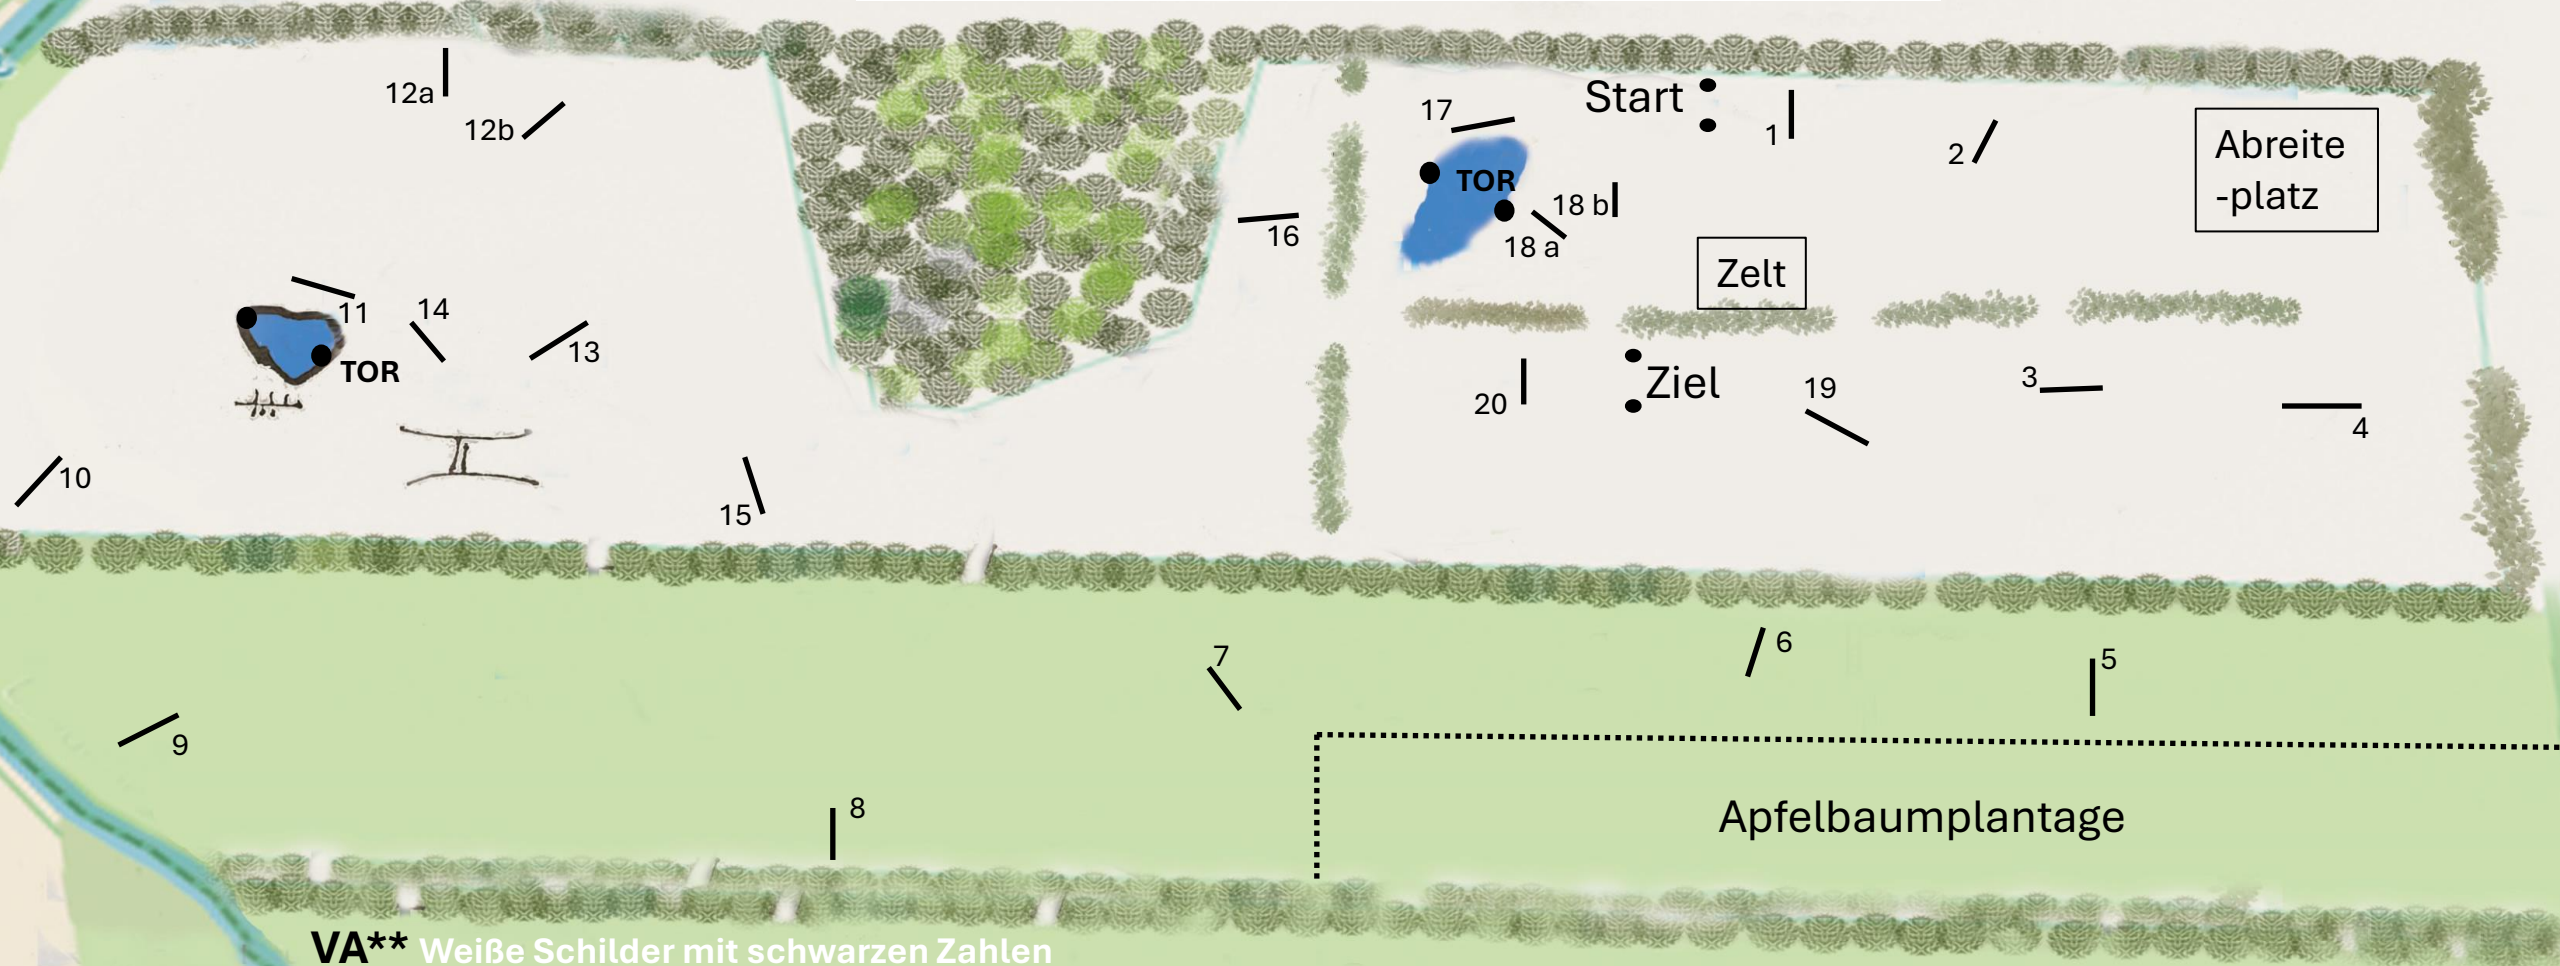 12a
12b
17
Start
1
2
Abreite
-platz
TOR
18 b
18 a
16
Zelt
11
14
13
TOR
20
Ziel
19
3
4
10
15
7
6
5
9
8
Apfelbaumplantage
VA** Weiße Schilder mit schwarzen Zahlen